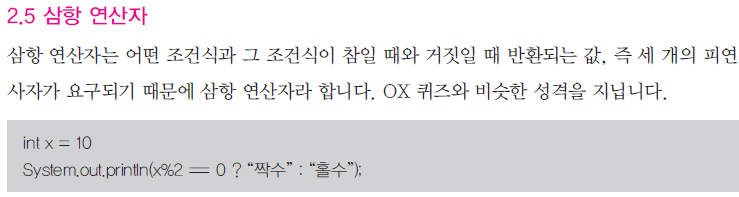 2.5 삼항 연산자
삼항 연산자는 어떤 조건식과 그 조건식이 참일 때와 거짓일 때 반환되는 값, 즉 세 개의 피연
사자가 요구되기 때문에 삼항 연산자라 합니다. OX 퀴즈와 비슷한 성격을 지닙니다.
int x = 10
System.out.println(x%2 == 0 ? “짝수” : “홀수”);